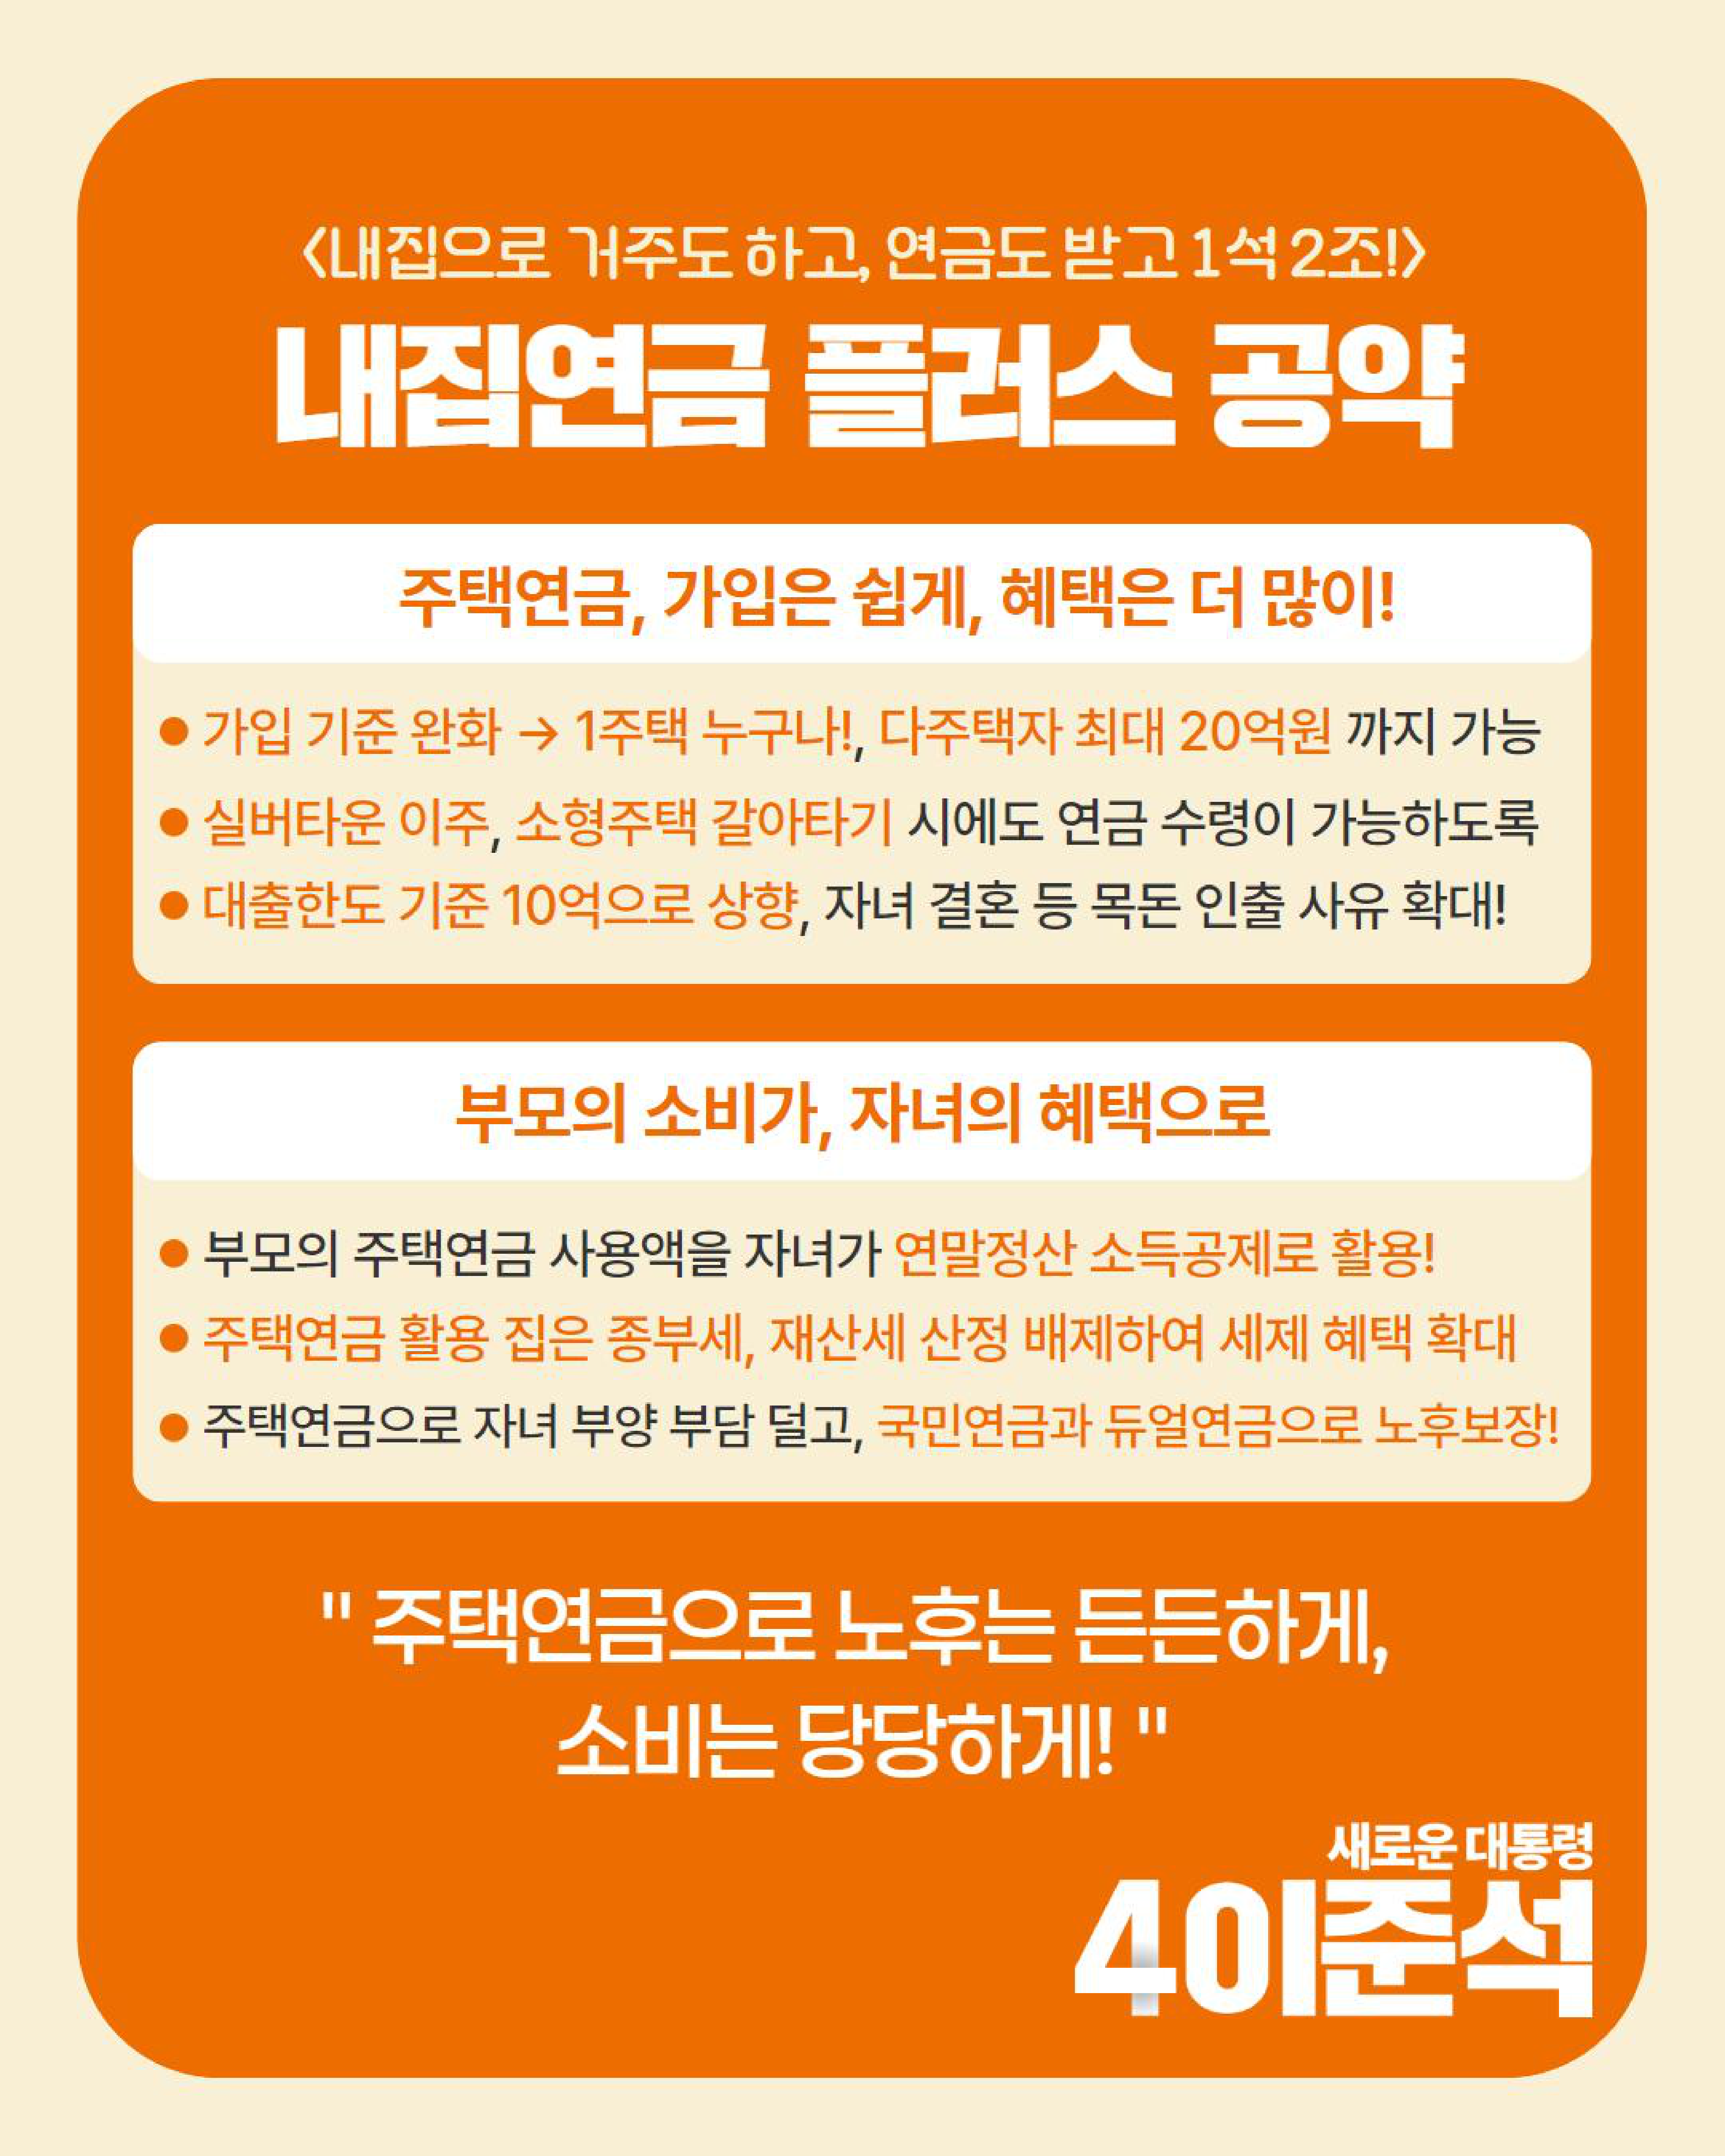 〈내집으로 거주도 하고, 연금도 받고 1석 2조!〉
내집연금 플러스 공약
주택연금, 가입은 쉽게, 혜택은 더 많이!
● 가입 기준 완화 → 1주택 누구나!, 다주택자 최대 20억원 까지 가능
● 실버타운 이주, 소형주택 갈아타기 시에도 연금 수령이 가능하도록
● 대출한도 기준 10억으로 상향, 자녀 결혼 등 목돈 인출 사유 확대!
부모의 소비가, 자녀의 혜택으로
● 부모의 주택연금 사용액을 자녀가 연말정산 소득공제로 활용!
● 주택연금 활용 집은 종부세, 재산세 산정 배제하여 세제 혜택 확대
● 주택연금으로 자녀 부양 부담 덜고, 국민연금과 듀얼연금으로 노후보장!
" 주택연금으로 노후는 든든하게,
소비는 당당하게! "
새로운 대통령
4 이준석